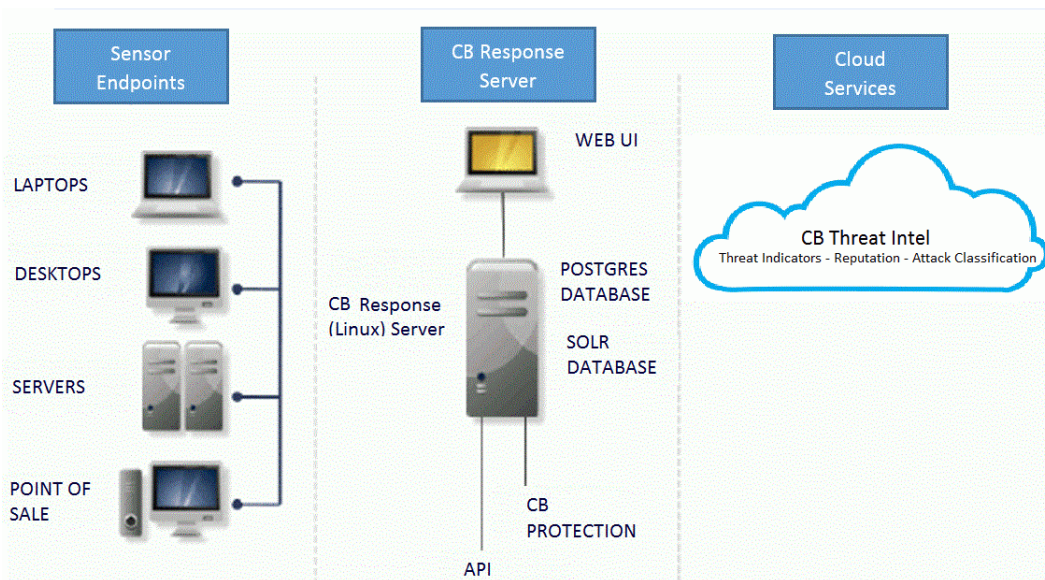 Sensor
Endpoints
CB Response
Server
Cloud
Services
LAPTOPS
DESKTOPS
SERVERS
POINT OF
SALE
WEB UI
CB Response
(Linux) Server
POSTGRES
DATABASE
SOLR
DATABASE
CB
PROTECTION
API
CB Threat Intel
Threat Indicators - Reputation - Attack Classification